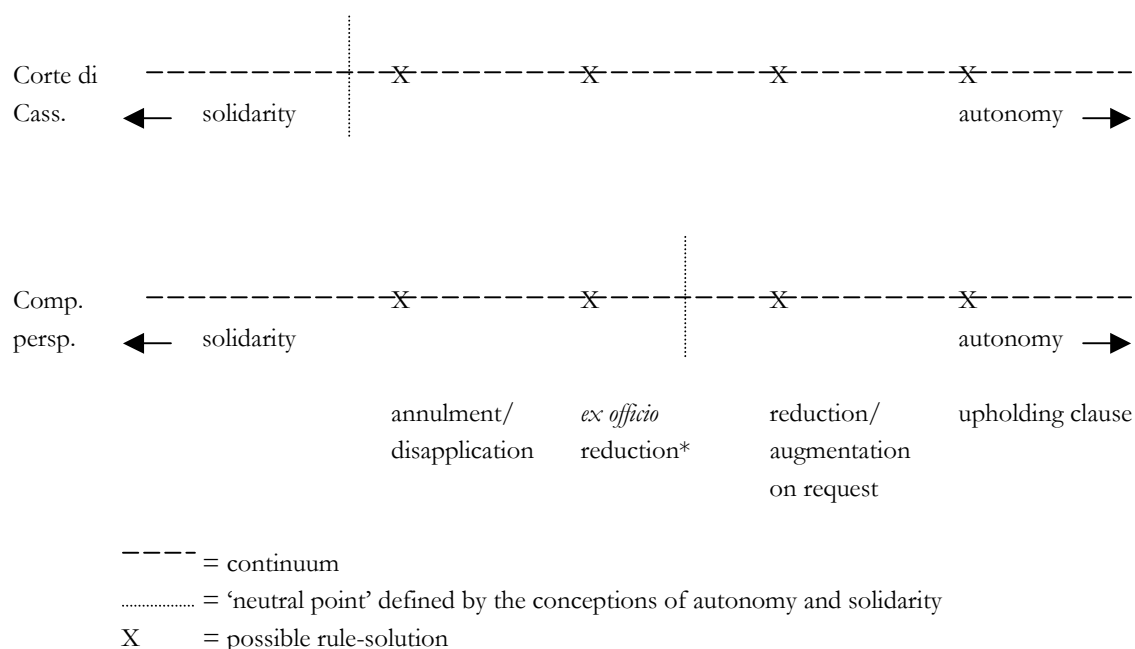 Corte di
Cass.
X X X X
solidarity autonomy
Comp.
persp.
X X X X
solidarity autonomy
annulment/ ex officio reduction/ upholding clause
disapplication reduction* augmentation
on request
= continuum
= ‘neutral point’ defined by the conceptions of autonomy and solidarity
X = possible rule-solution